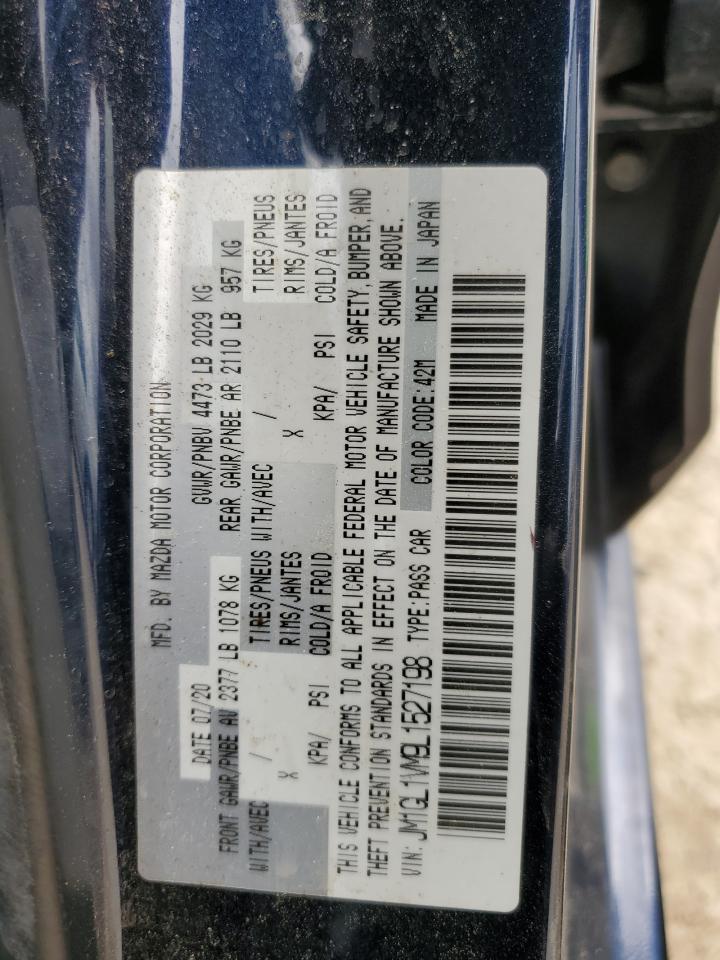 MFD. BY MAZDA MOTOR CORPORATION
DATE 07/20 GVWR/PNBV 4473 LB 2029 KG
FRONT GAWR/PNBE AV 2377 LB 1078 KG REAR GAWR/PNBE AR 2110 LB 957 KG
WITH/AVEC / TIRES/PNEUS WITH/AVEC / TIRES/PNEUS
X RIMS/JANTES X RIMS/JANTES
KPA/ PSI COLD/A FROID KPA/ PSI COLD/A FROID
THIS VEHICLE CONFORMS TO ALL APPLICABLE FEDERAL MOTOR VEHICLE SAFETY, BUMPER, AND
THEFT PREVENTION STANDARDS IN EFFECT ON THE DATE OF MANUFACTURE SHOWN ABOVE.
VIN: JM1GL1VM9L1527198 TYPE:PASS CAR COLOR CODE:42M MADE IN JAPAN